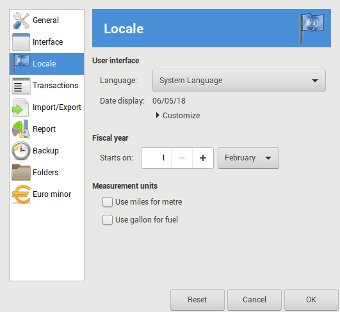 General
Interface
Locale
Transactions
Import/Export
Report
Backup
Folders
Euro minor
Locale
User interface
Language: System Language
Date display: 06/05/18
Customize
Fiscal year
Starts on: 1 − + February
Measurement units
Use miles for metre
Use gallon for fuel
Reset Cancel OK